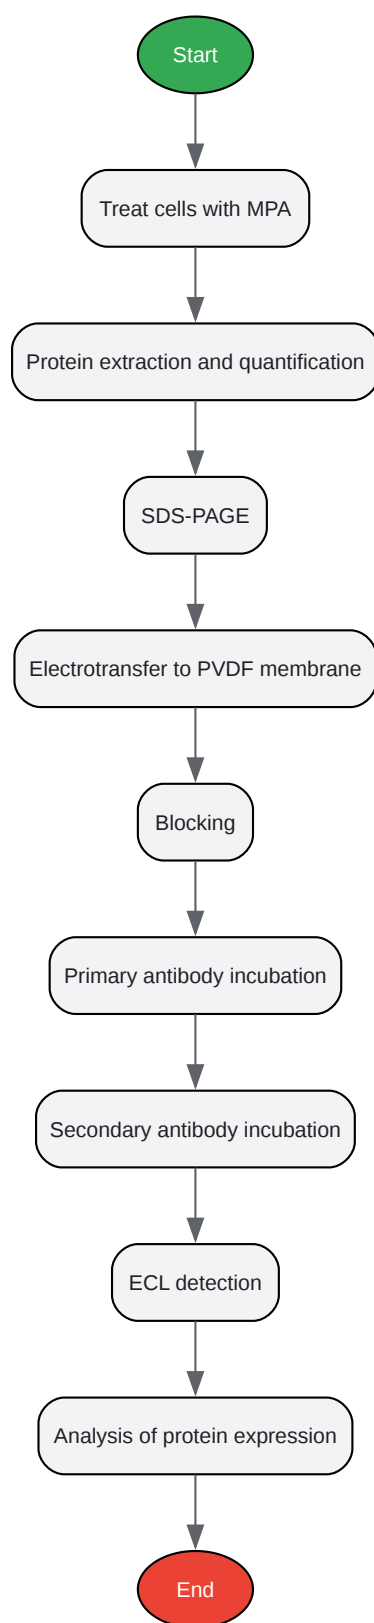 Start
Treat cells with MPA
Protein extraction and quantification
SDS-PAGE
Electrotransfer to PVDF membrane
Blocking
Primary antibody incubation
Secondary antibody incubation
ECL detection
Analysis of protein expression
End